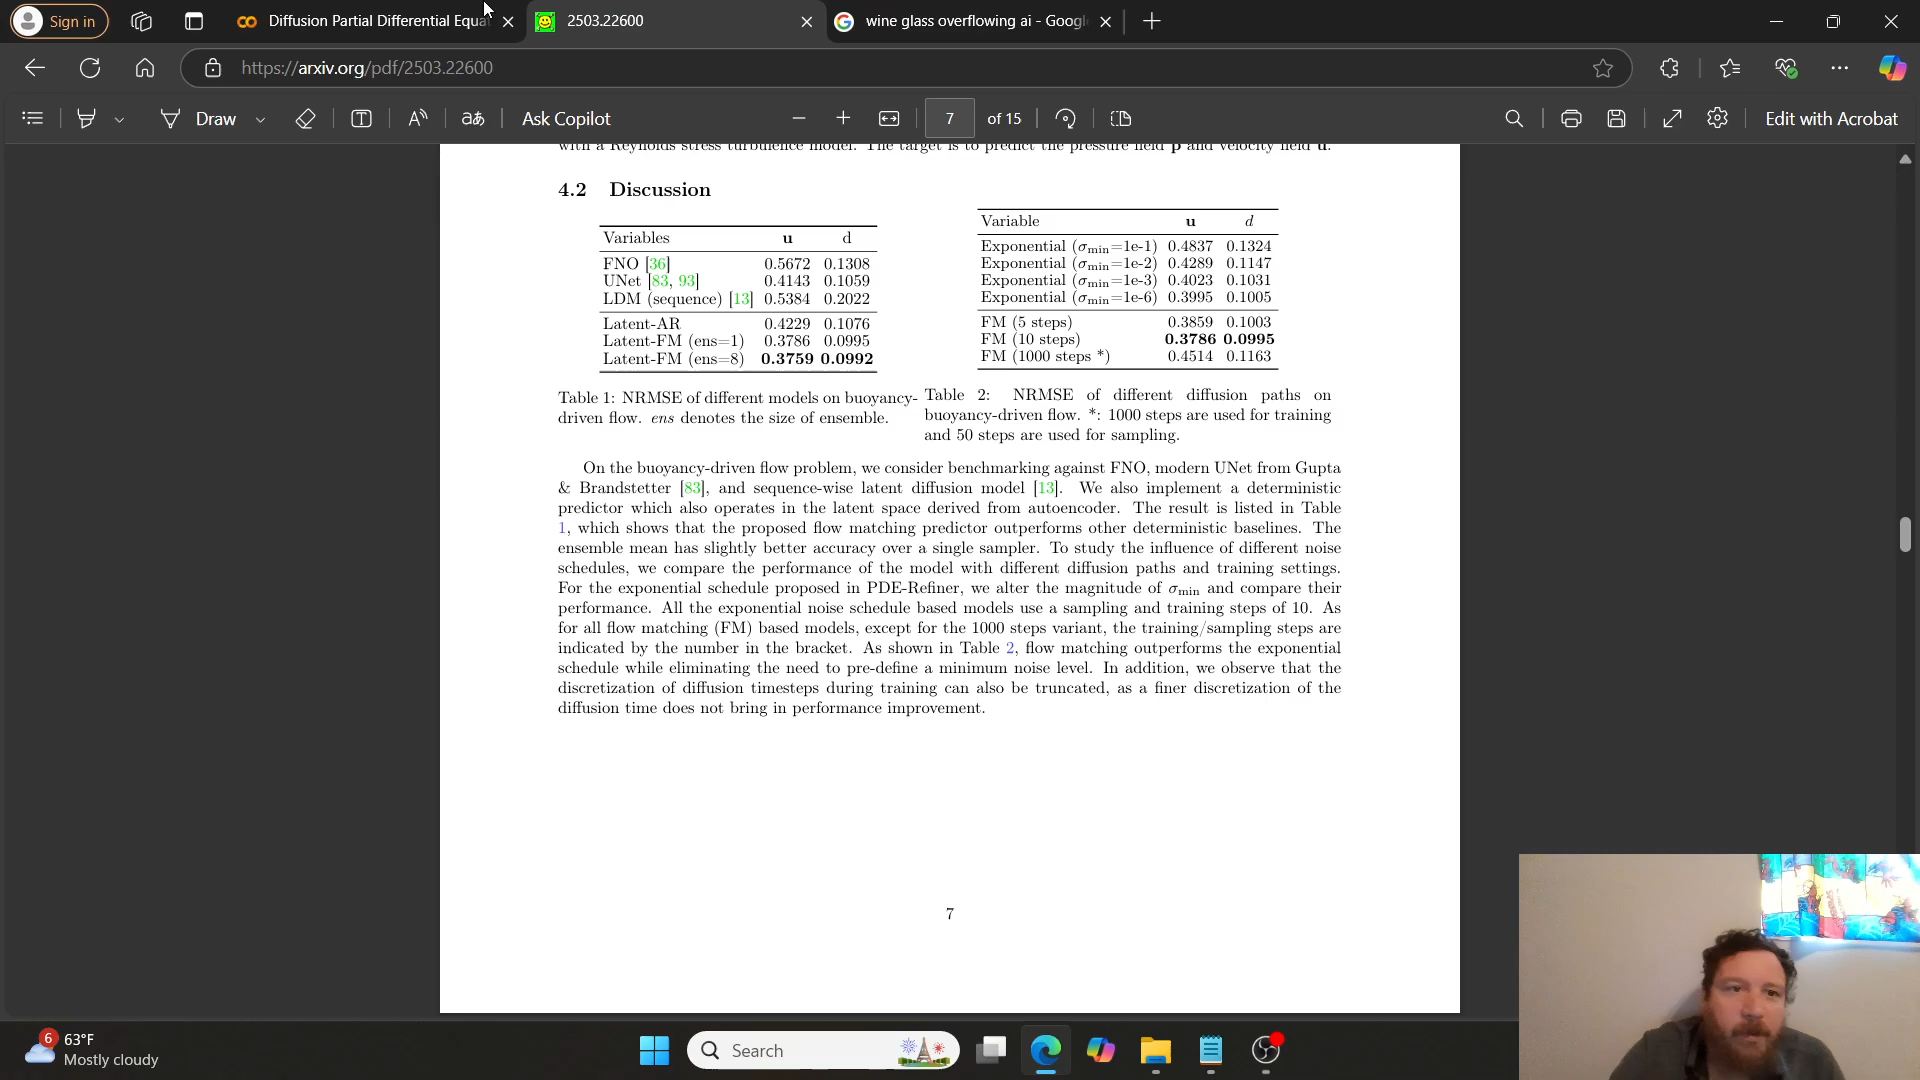 Sign in
Diffusion Partial Differential Equa
2503.22600
wine glass overflowing ai - Googl
https://arxiv.org/pdf/2503.22600
Draw
aあ
Ask Copilot
7 of 15
Edit with Acrobat
with a Reynolds stress turbulence model. The target is to predict the pressure field p and velocity field u.
4.2 Discussion
Variables u d
FNO [36] 0.5672 0.1308
UNet [83, 93] 0.4143 0.1059
LDM (sequence) [13] 0.5384 0.2022
Latent-AR 0.4229 0.1076
Latent-FM (ens=1) 0.3786 0.0995
Latent-FM (ens=8) 0.3759 0.0992
Table 1: NRMSE of different models on buoyancy-
driven flow. ens denotes the size of ensemble.
Variable u d
Exponential (σmin=1e-1) 0.4837 0.1324
Exponential (σmin=1e-2) 0.4289 0.1147
Exponential (σmin=1e-3) 0.4023 0.1031
Exponential (σmin=1e-6) 0.3995 0.1005
FM (5 steps) 0.3859 0.1003
FM (10 steps) 0.3786 0.0995
FM (1000 steps *) 0.4514 0.1163
Table 2: NRMSE of different diffusion paths on
buoyancy-driven flow. *: 1000 steps are used for training
and 50 steps are used for sampling.
On the buoyancy-driven flow problem, we consider benchmarking against FNO, modern UNet from Gupta
& Brandstetter [83], and sequence-wise latent diffusion model [13]. We also implement a deterministic
predictor which also operates in the latent space derived from autoencoder. The result is listed in Table
1, which shows that the proposed flow matching predictor outperforms other deterministic baselines. The
ensemble mean has slightly better accuracy over a single sampler. To study the influence of different noise
schedules, we compare the performance of the model with different diffusion paths and training settings.
For the exponential schedule proposed in PDE-Refiner, we alter the magnitude of σmin and compare their
performance. All the exponential noise schedule based models use a sampling and training steps of 10. As
for all flow matching (FM) based models, except for the 1000 steps variant, the training/sampling steps are
indicated by the number in the bracket. As shown in Table 2, flow matching outperforms the exponential
schedule while eliminating the need to pre-define a minimum noise level. In addition, we observe that the
discretization of diffusion timesteps during training can also be truncated, as a finer discretization of the
diffusion time does not bring in performance improvement.
7
6
63°F
Mostly cloudy
Search